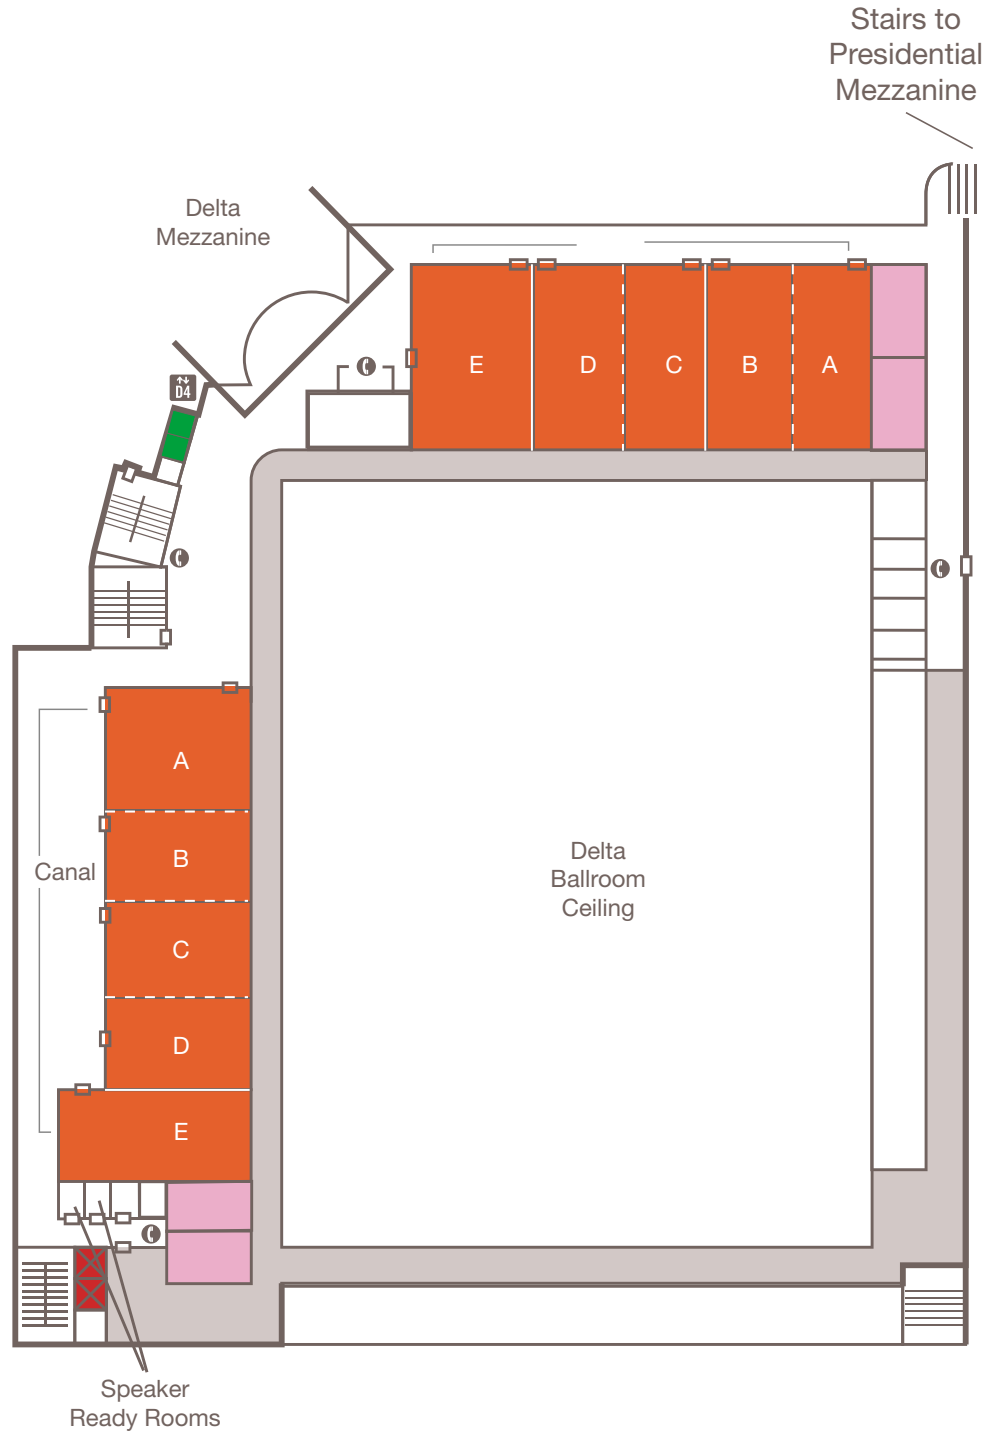 Stairs to
Presidential
Mezzanine
Delta
Mezzanine
E D C B A
D4
A
B
Canal
C
D
E
Delta
Ballroom
Ceiling
Speaker
Ready Rooms